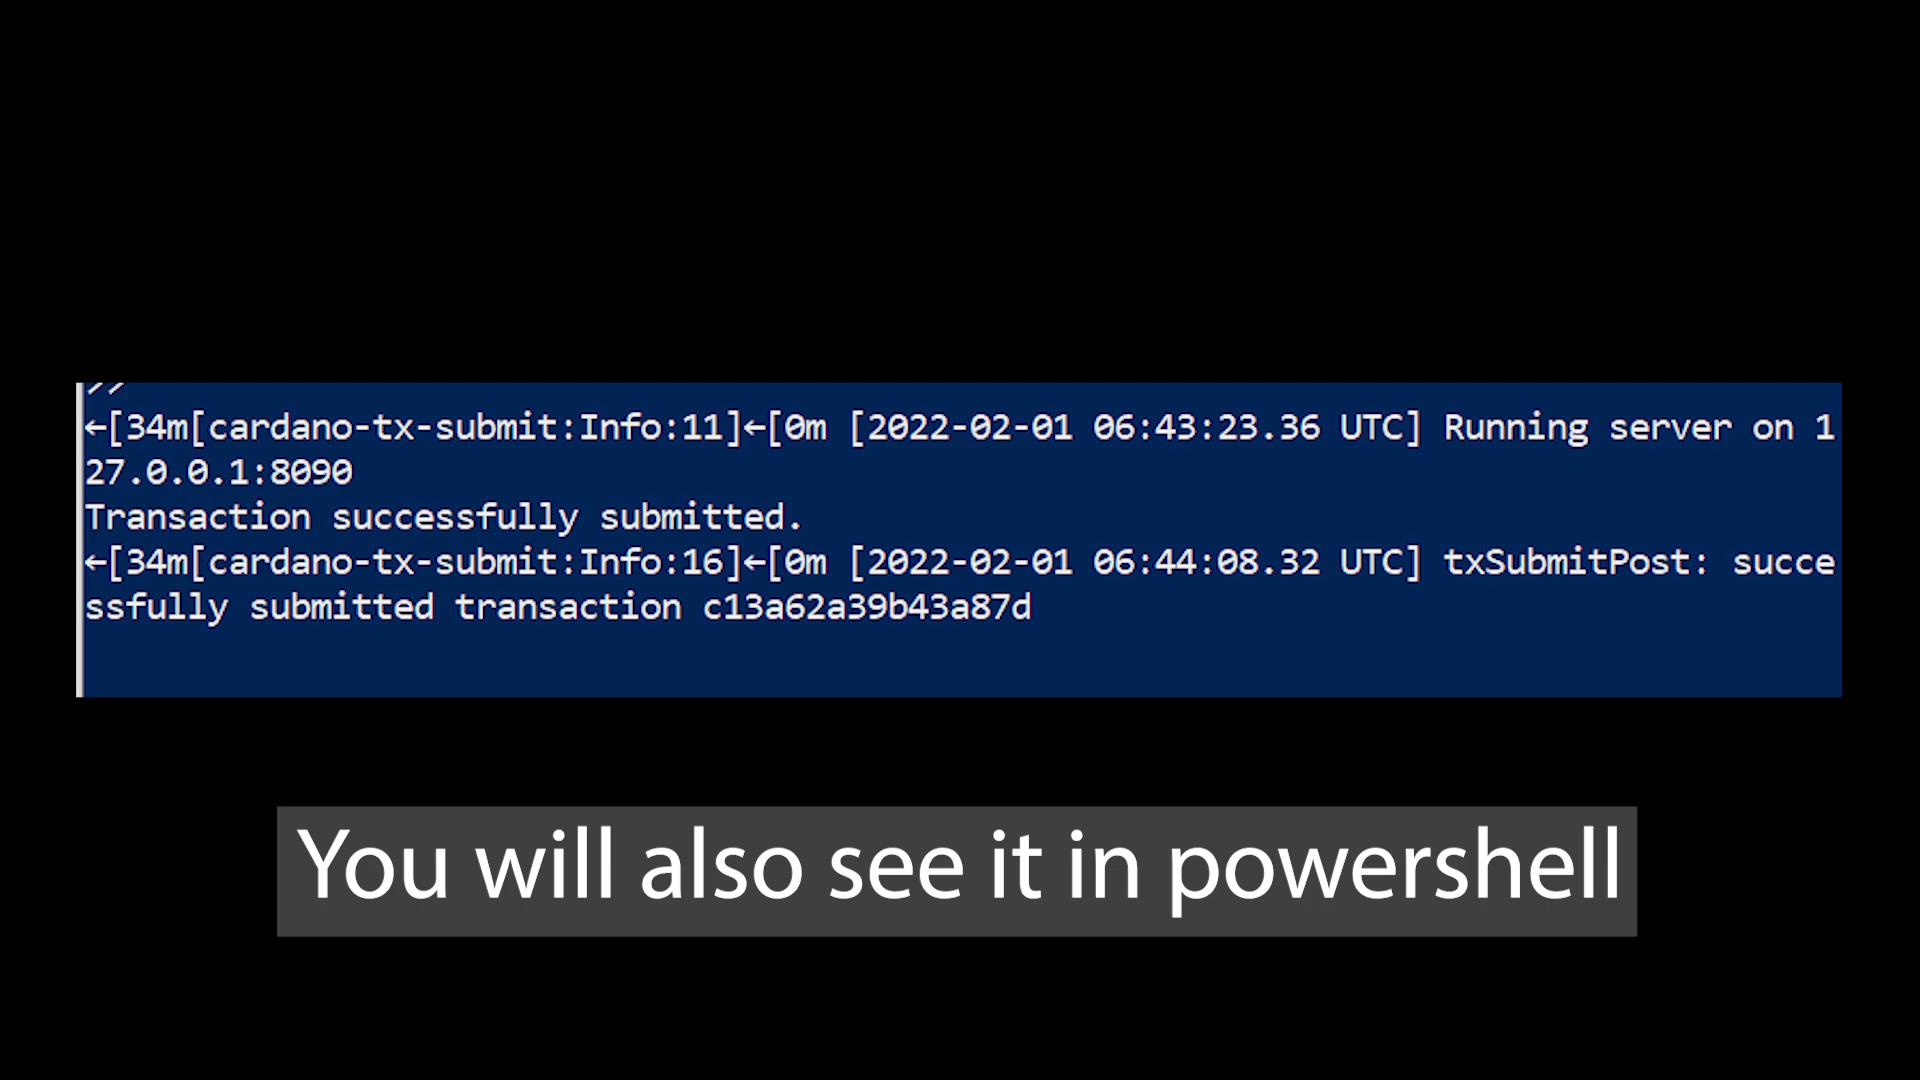 ←[34m[cardano-tx-submit:Info:11]←[0m [2022-02-01 06:43:23.36 UTC] Running server on 1
27.0.0.1:8090
Transaction successfully submitted.
←[34m[cardano-tx-submit:Info:16]←[0m [2022-02-01 06:44:08.32 UTC] txSubmitPost: succe
ssfully submitted transaction c13a62a39b43a87d
You will also see it in powershell